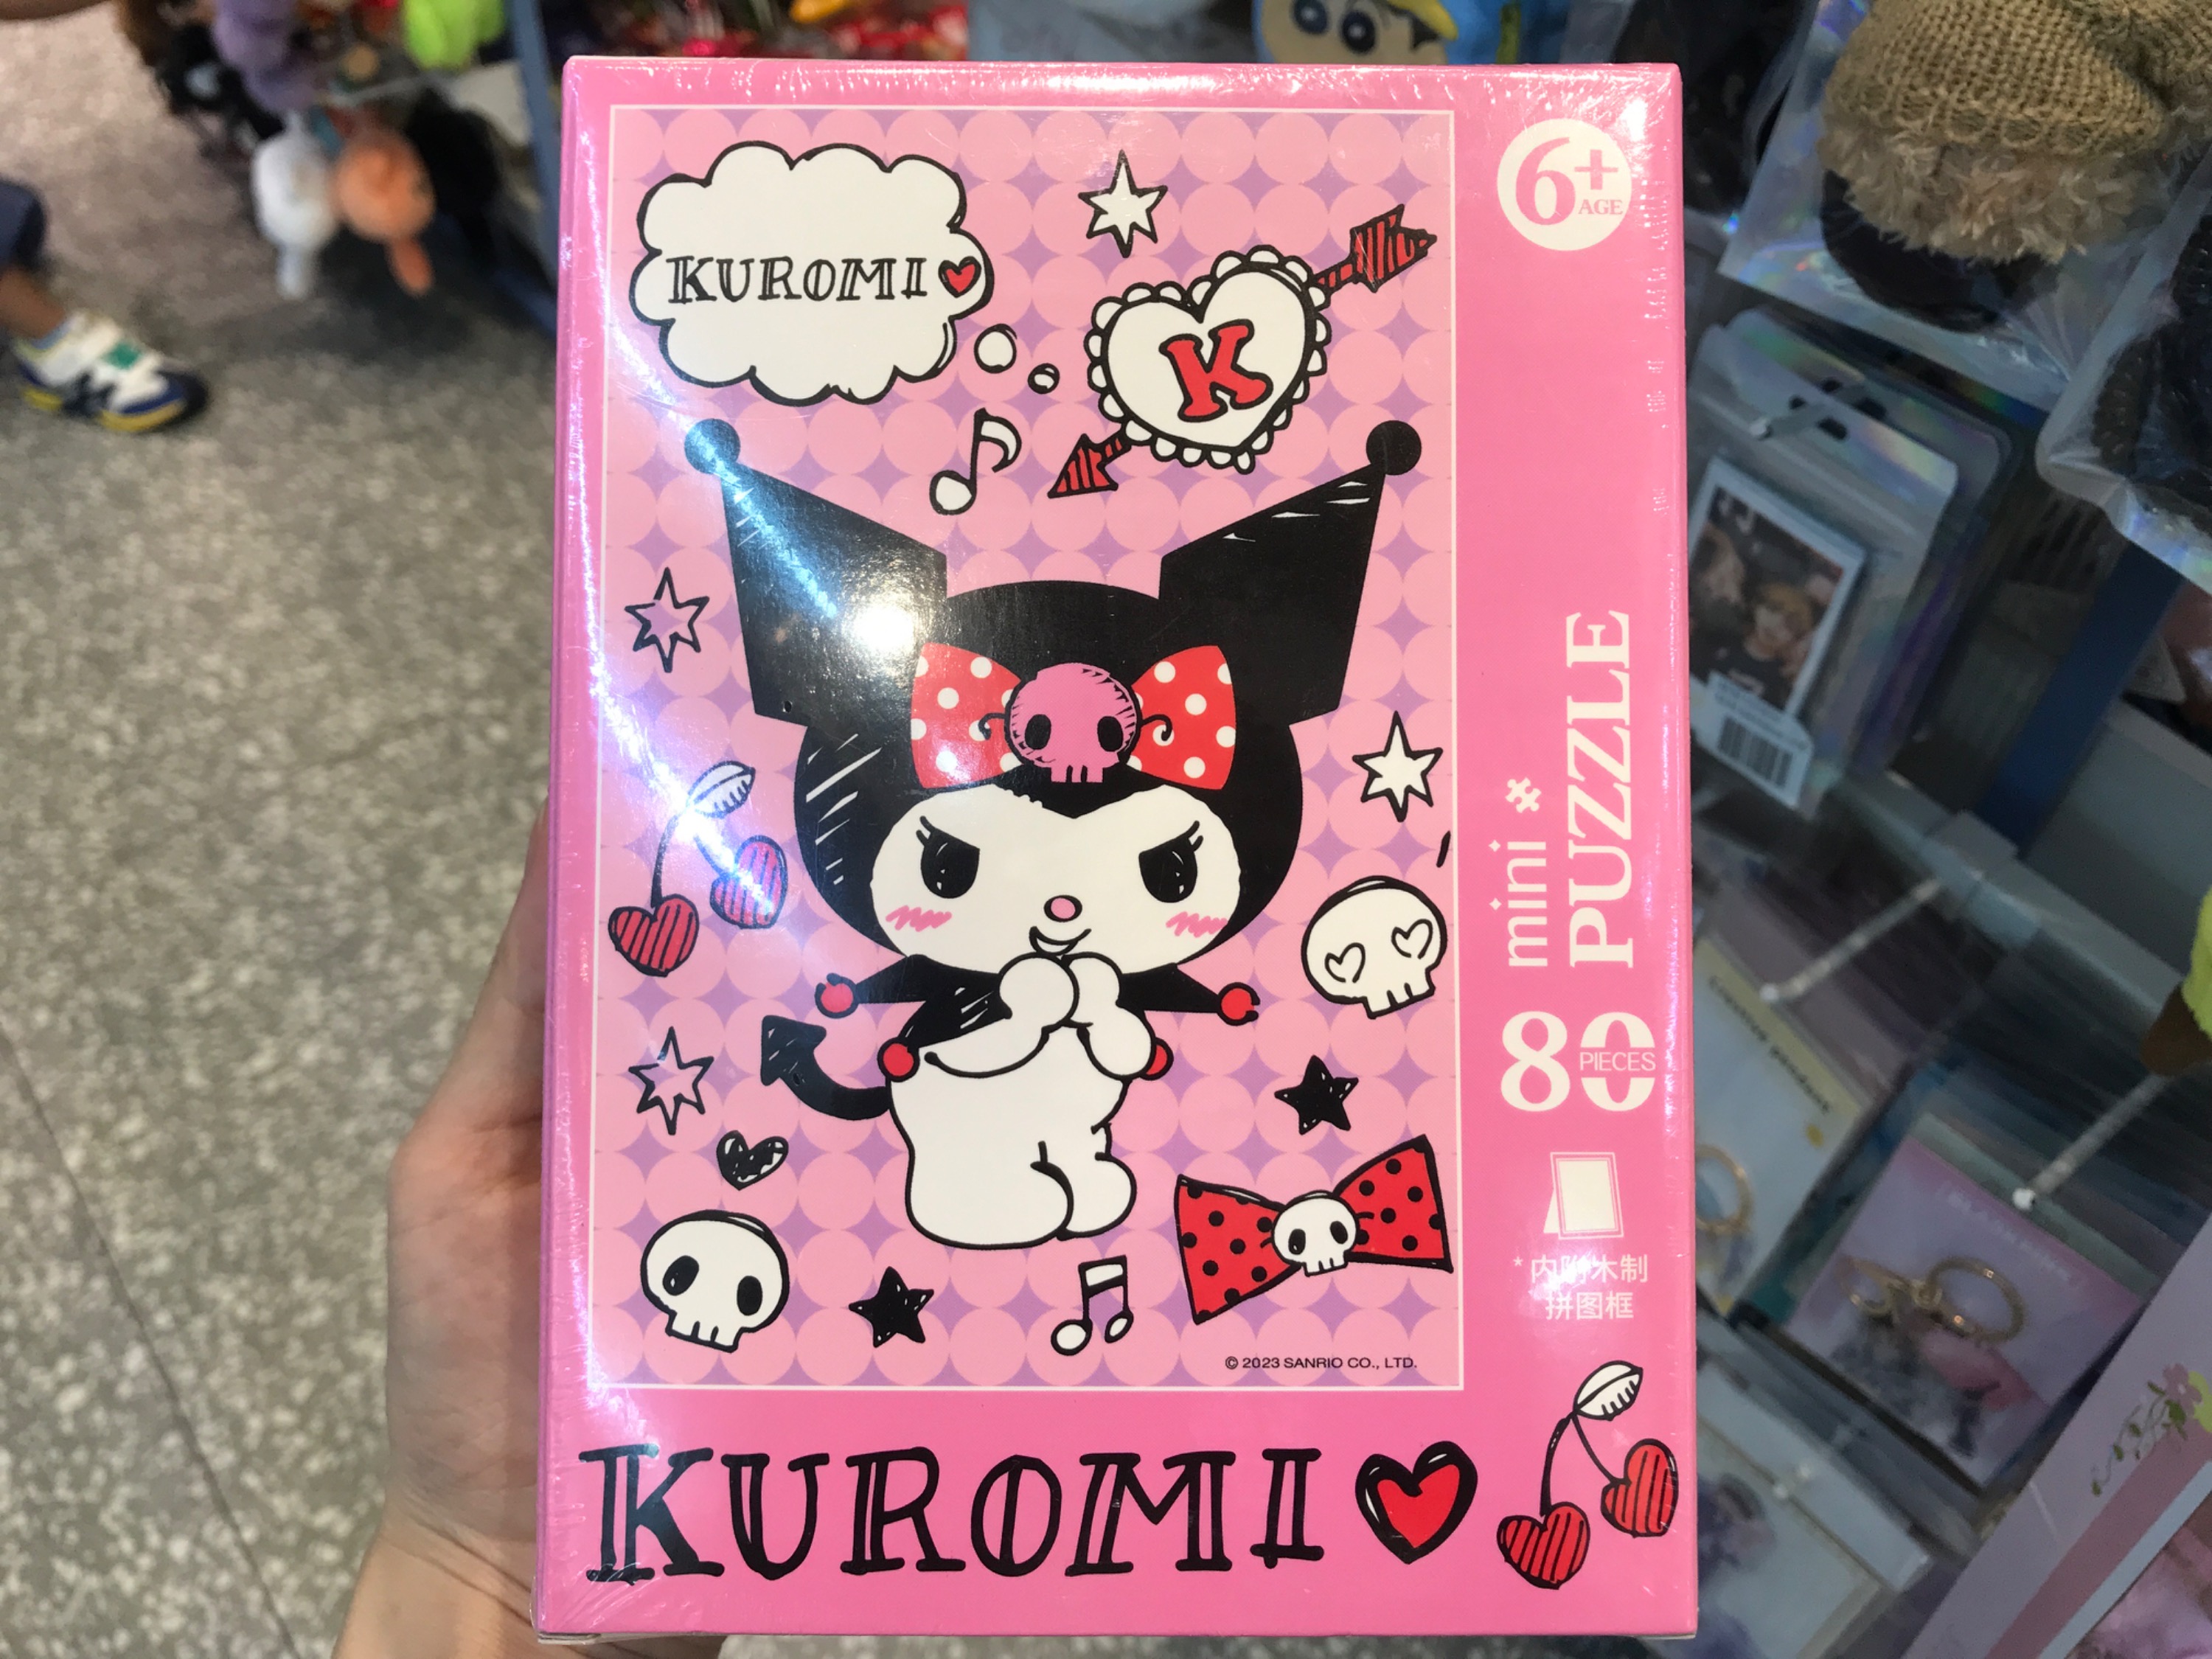 KUROMI
K
6+
AGE
mini
PUZZLE
80
PIECES
*内附木制
拼图框
© 2023 SANRIO CO., LTD.
KUROMI